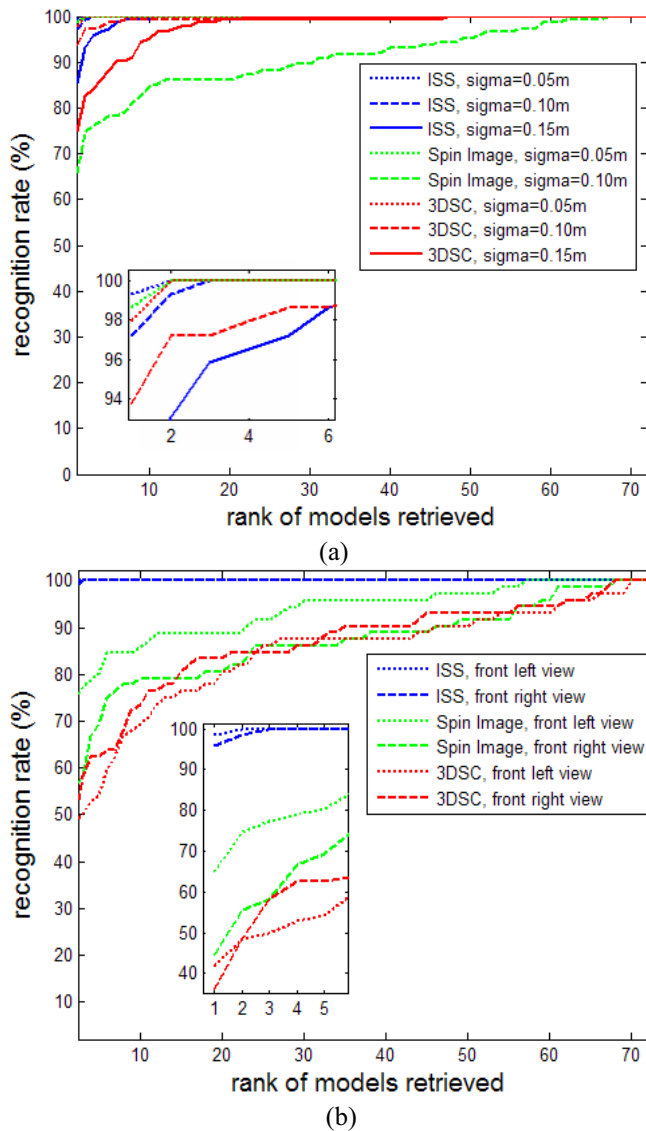 100
90
80
70
60
50
40
30
20
10
0
recognition rate (%)
ISS, sigma=0.05m
ISS, sigma=0.10m
ISS, sigma=0.15m
Spin Image, sigma=0.05m
Spin Image, sigma=0.10m
3DSC, sigma=0.05m
3DSC, sigma=0.10m
3DSC, sigma=0.15m
100
98
96
94
2 4 6
10 20 30 40 50 60 70
rank of models retrieved
(a)
100
90
80
70
60
50
40
30
20
10
recognition rate (%)
ISS, front left view
ISS, front right view
Spin Image, front left view
Spin Image, front right view
3DSC, front left view
3DSC, front right view
100
90
80
70
60
50
40
1 2 3 4 5
10 20 30 40 50 60 70
rank of models retrieved
(b)